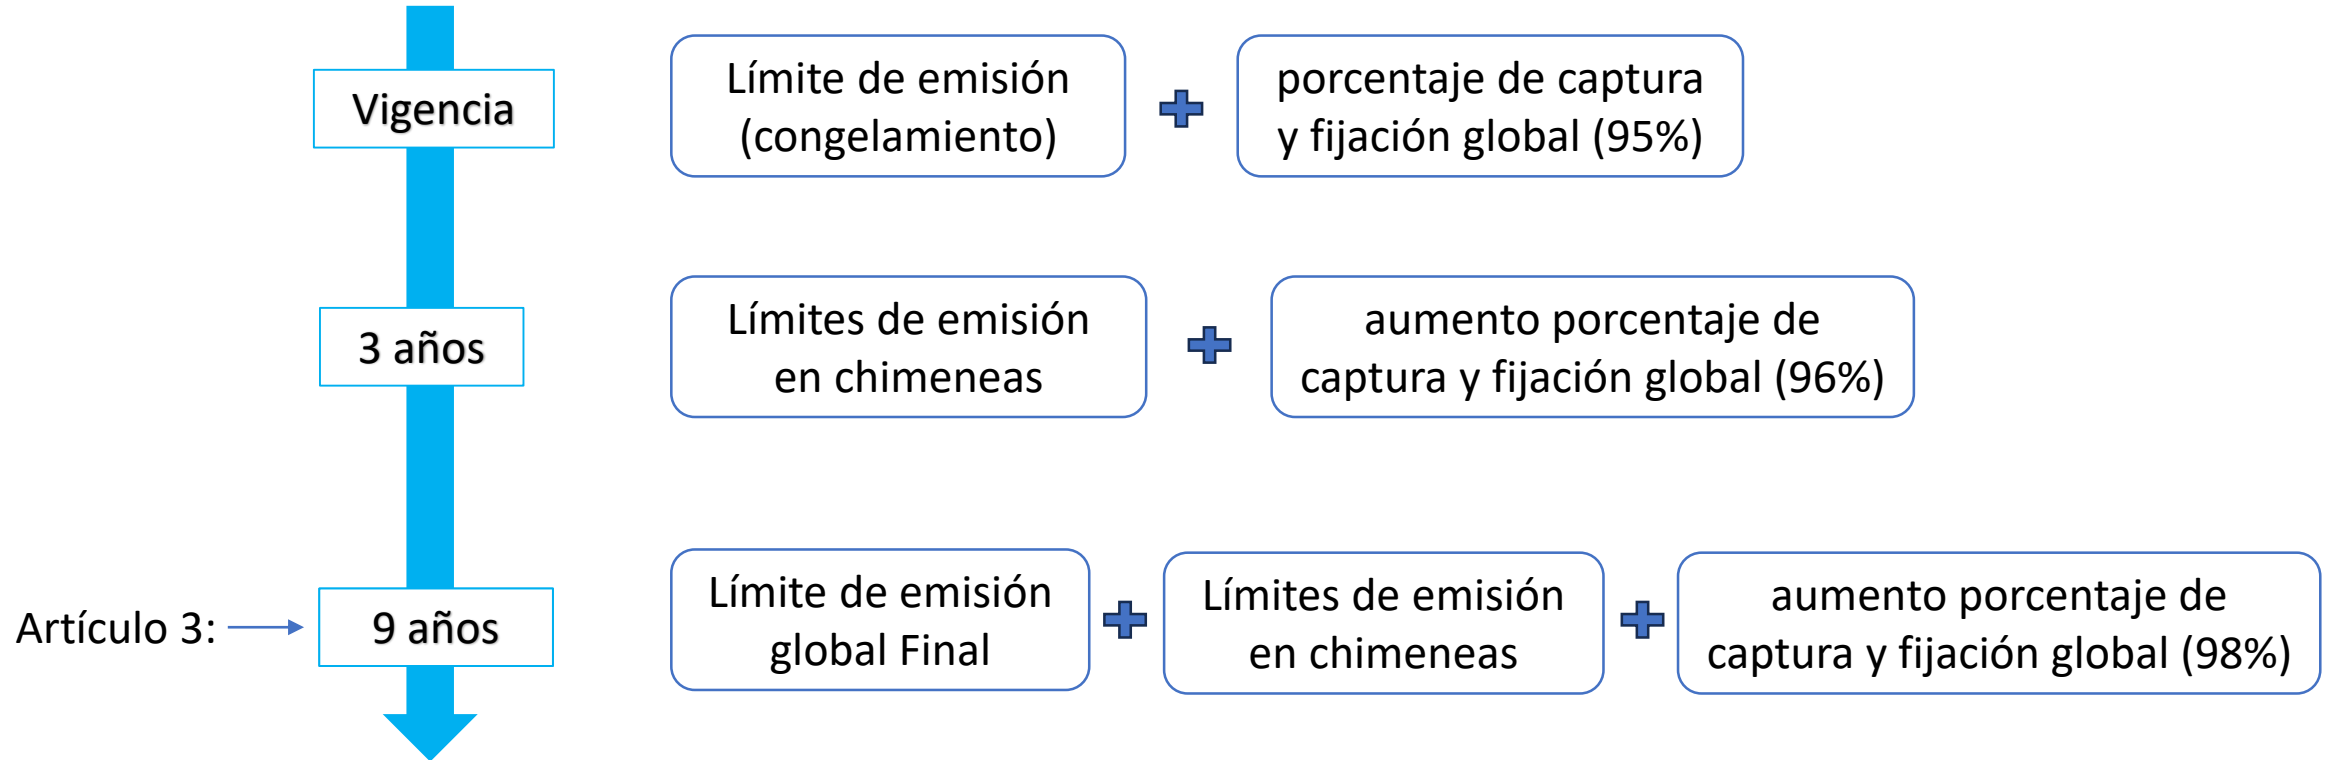 Vigencia
Límite de emisión
(congelamiento)
porcentaje de captura
y fijación global (95%)
3 años
Límites de emisión
en chimeneas
aumento porcentaje de
captura y fijación global (96%)
Artículo 3:
9 años
Límite de emisión
global Final
Límites de emisión
en chimeneas
aumento porcentaje de
captura y fijación global (98%)